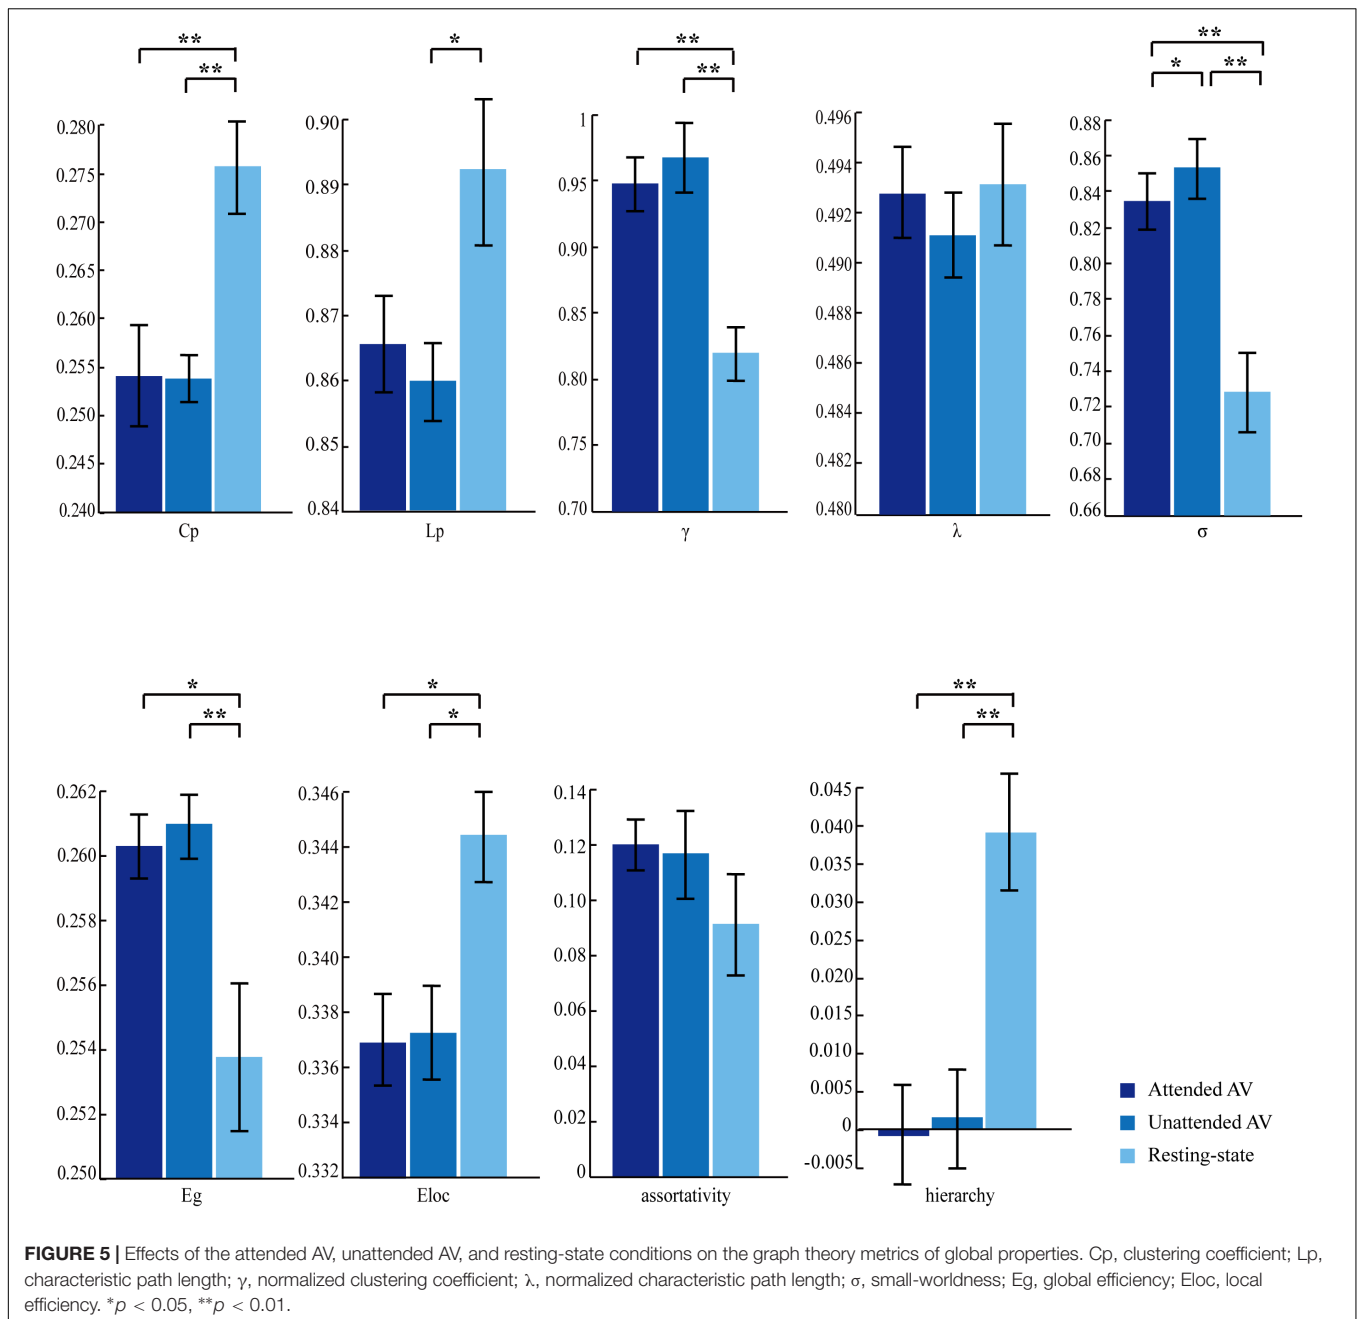 ** * ** **
** ** * **
0.280 0.90 1 0.496 0.88
0.275 0.89 0.95 0.494 0.86
0.270 0.88 0.90 0.492 0.84
0.265 0.87 0.85 0.490 0.82
0.260 0.86 0.80 0.488 0.80
0.255 0.85 0.75 0.486 0.78
0.250 0.84 0.70 0.484 0.76
0.245 0.482 0.74
0.240 0.480 0.72
0.70
0.68
0.66
Cp Lp γ λ σ
* * **
** * **
0.262 0.346 0.14 0.045
0.260 0.344 0.12 0.040
0.258 0.342 0.10 0.035
0.256 0.340 0.08 0.030
0.254 0.338 0.06 0.025
0.252 0.336 0.04 0.020
0.250 0.334 0.02 0.015
0.332 0 0.010
0.005
0
-0.005
Eg Eloc assortativity hierarchy
Attended AV
Unattended AV
Resting-state
FIGURE 5 | Effects of the attended AV, unattended AV, and resting-state conditions on the graph theory metrics of global properties. Cp, clustering coefficient; Lp,
characteristic path length; γ, normalized clustering coefficient; λ, normalized characteristic path length; σ, small-worldness; Eg, global efficiency; Eloc, local
efficiency. *p < 0.05, **p < 0.01.